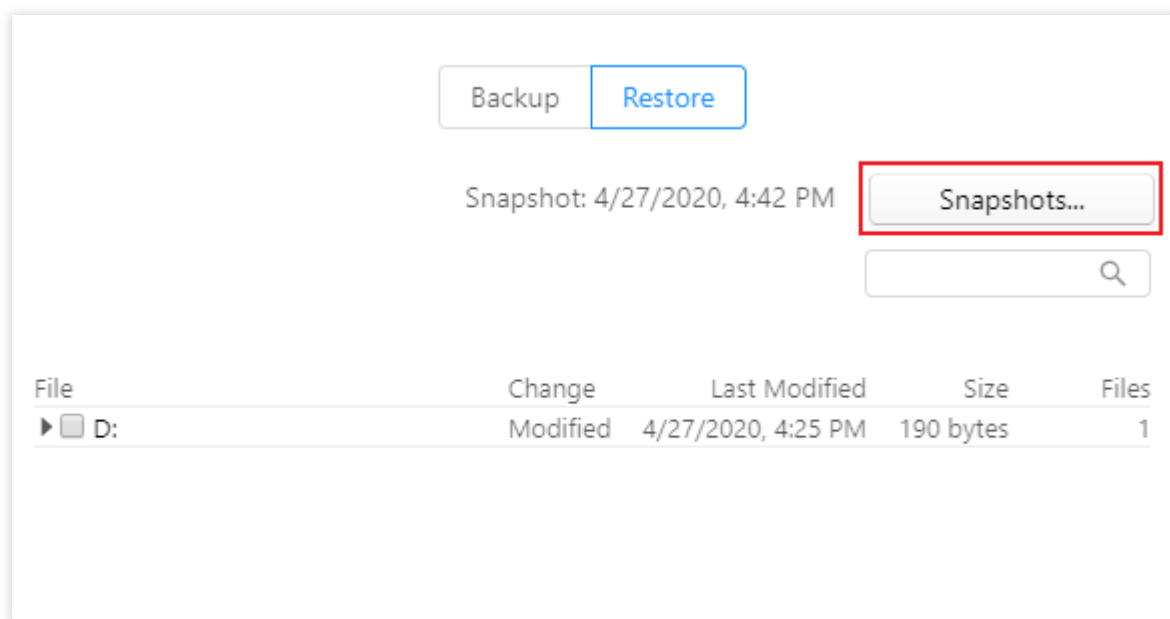 Backup Restore
Snapshot: 4/27/2020, 4:42 PM Snapshots...
File Change Last Modified Size Files
D: Modified 4/27/2020, 4:25 PM 190 bytes 1